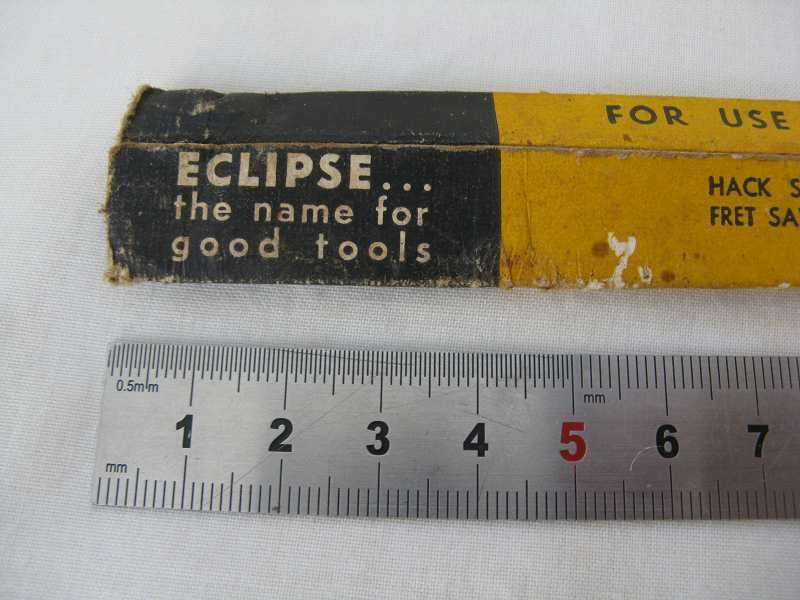 FOR USE
ECLIPSE...
the name for
good tools
HACK S
FRET SA
0.5mm
mm
1 2 3 4 5 6 7
mm